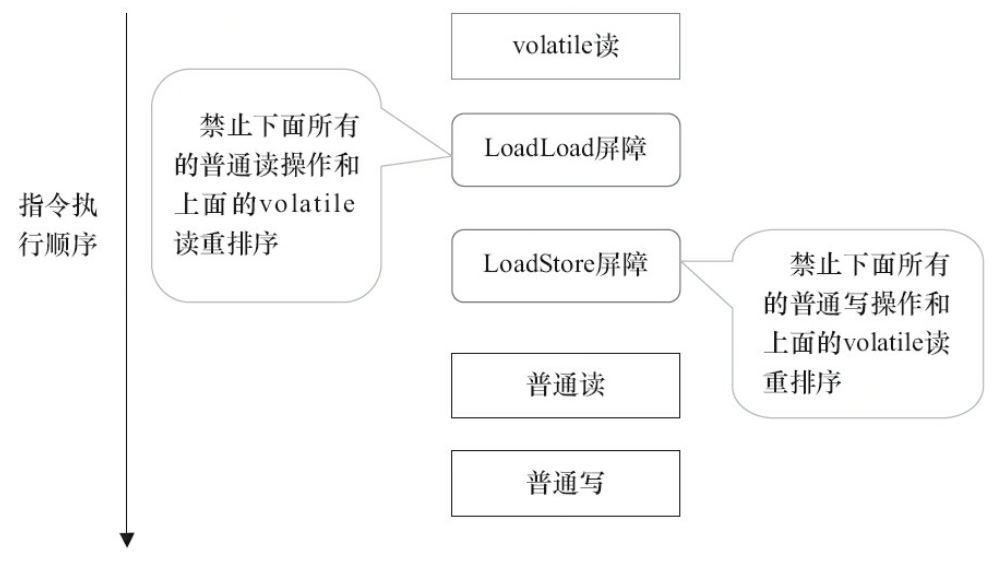 volatile读
禁止下面所有
的普通读操作和
上面的volatile
读重排序
LoadLoad屏障
指令执
行顺序
LoadStore屏障
禁止下面所有
的普通写操作和
上面的volatile读
重排序
普通读
普通写